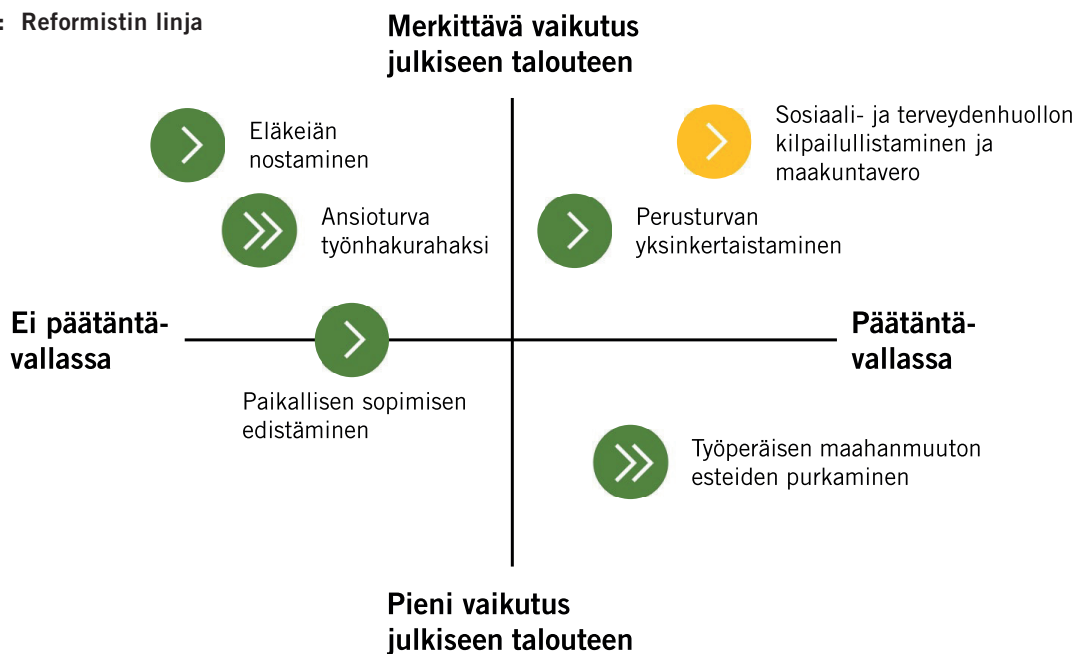 : Reformistin linja
Merkittävä vaikutus
julkiseen talouteen
Eläkeiän
nostaminen
Sosiaali- ja terveydenhuollon
kilpailullistaminen ja
maakuntavero
Ansioturva
työnhakurahaksi
Perusturvan
yksinkertaistaminen
Ei päätäntä-
vallassa
Päätäntä-
vallassa
Paikallisen sopimisen
edistäminen
Työperäisen maahanmuuton
esteiden purkaminen
Pieni vaikutus
julkiseen talouteen